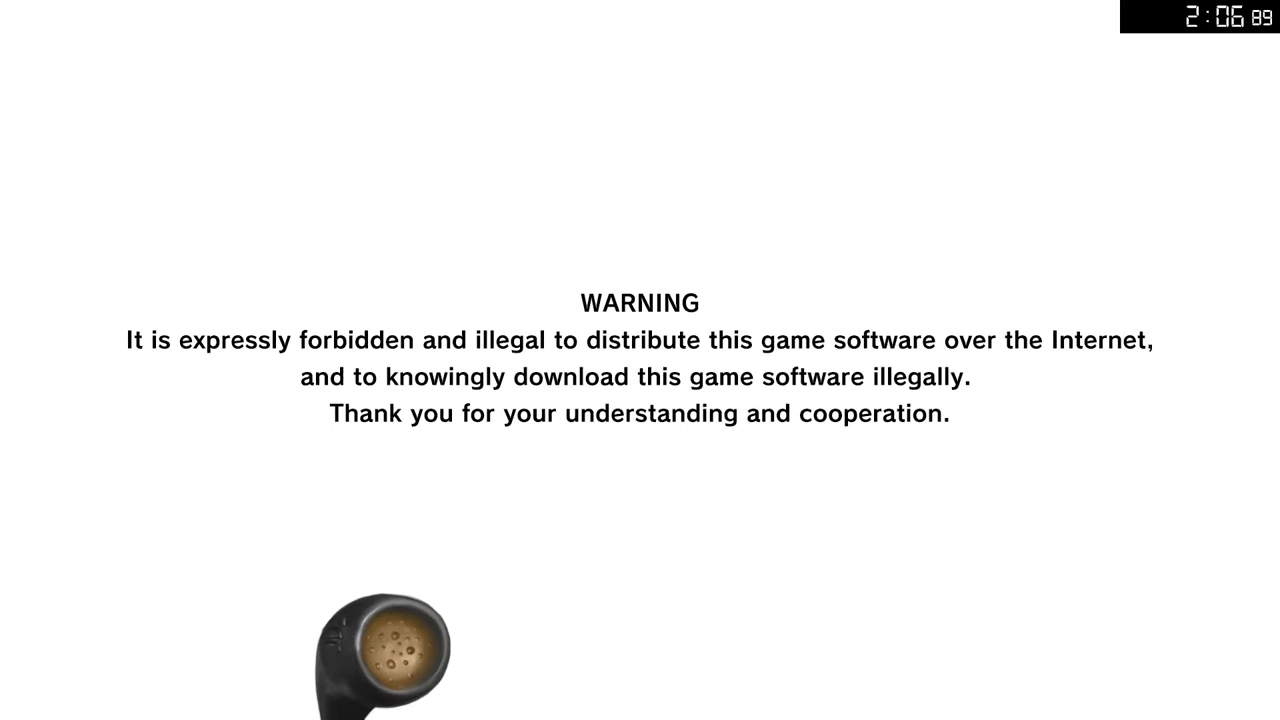 2:06 89
WARNING
It is expressly forbidden and illegal to distribute this game software over the Internet,
and to knowingly download this game software illegally.
Thank you for your understanding and cooperation.